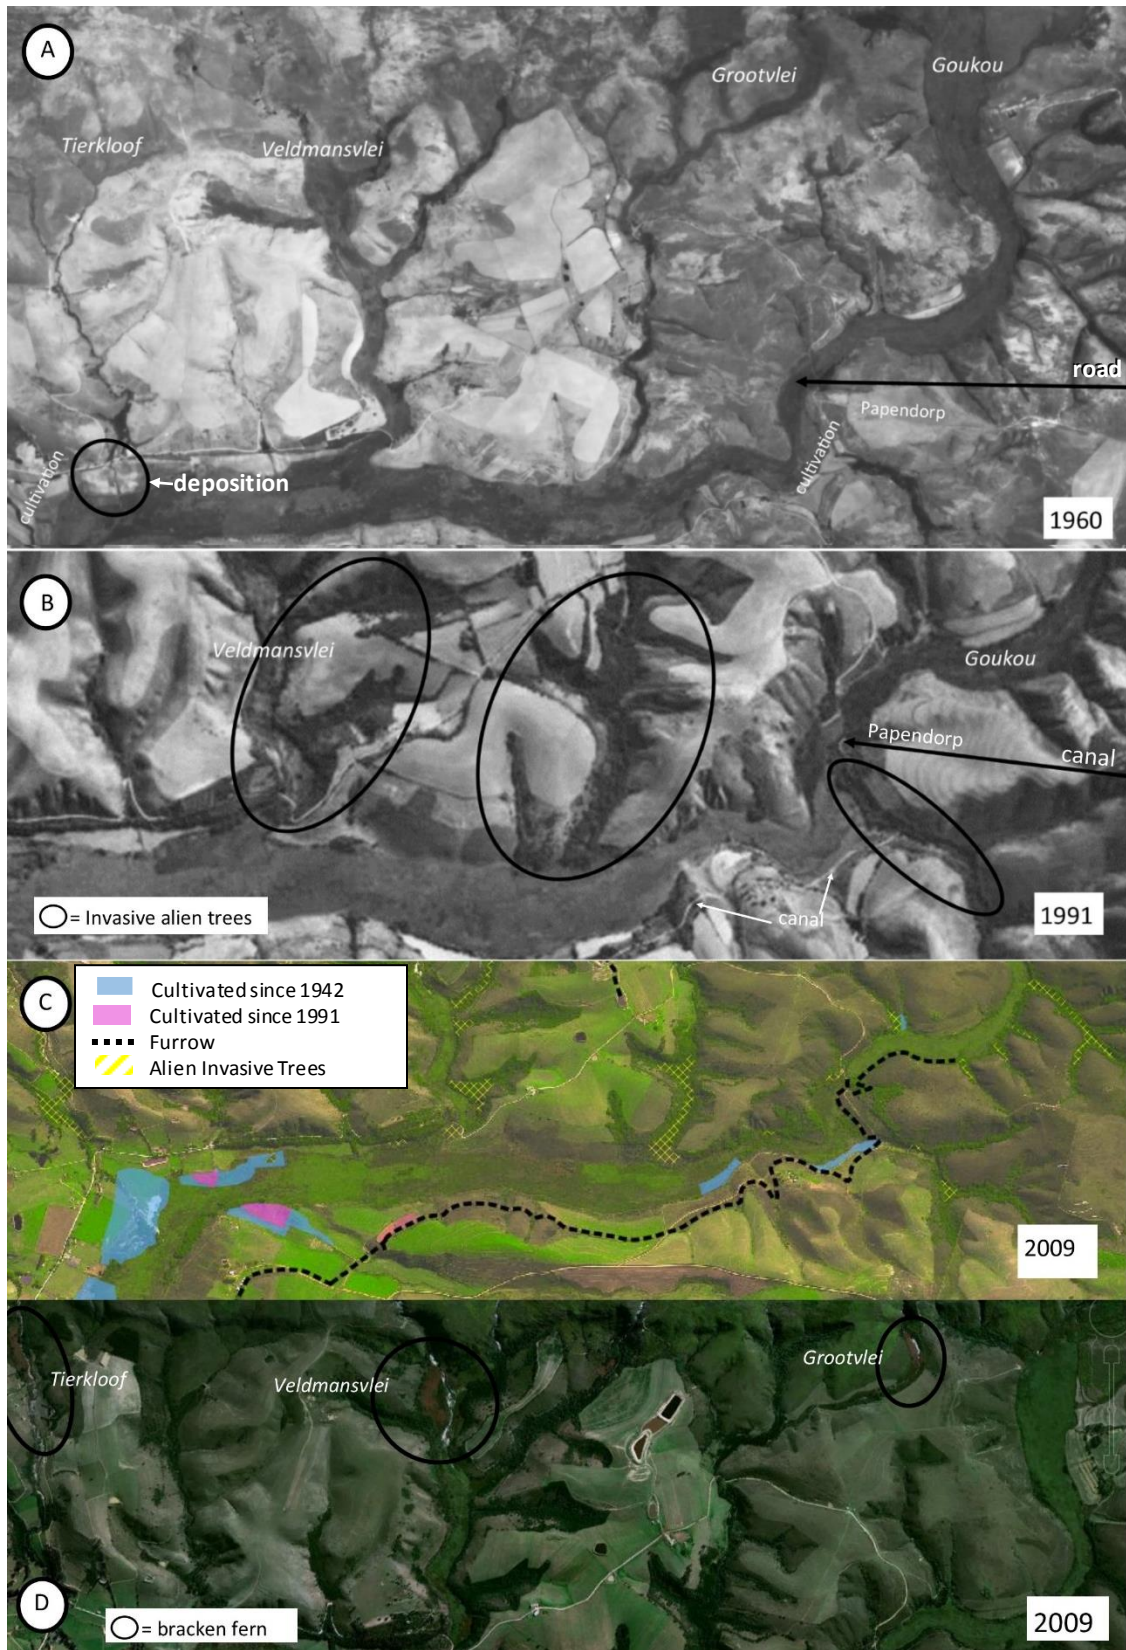 A
Grootvlei
Goukou
Tierkloof
Veldmansvlei
road
Papendorp
cultivation
cultivation
deposition
1960
B
Veldmansvlei
Goukou
Papendorp
canal
canal
= Invasive alien trees
1991
C
Cultivated since 1942
Cultivated since 1991
Furrow
Alien Invasive Trees
2009
Grootvlei
Tierkloof
Veldmansvlei
D
= bracken fern
2009